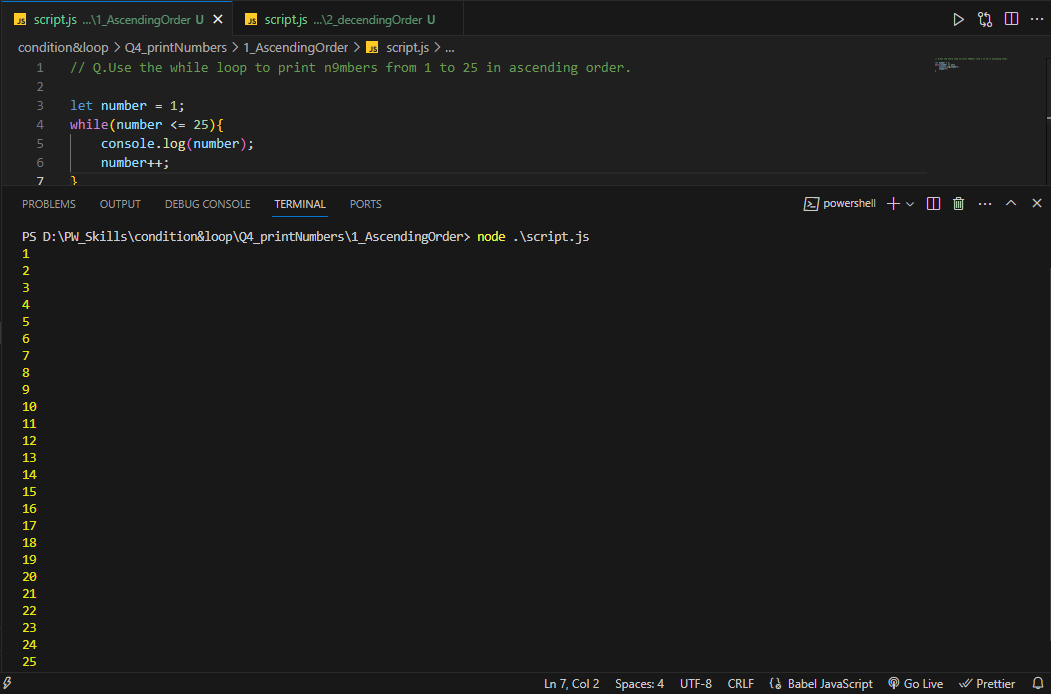 JS script.js ...\1_AscendingOrder U
JS script.js ...\2_decendingOrder U
condition&loop > Q4_printNumbers > 1_AscendingOrder > JS script.js > ...
1 // Q.Use the while loop to print n9mbers from 1 to 25 in ascending order.
2
3 let number = 1;
4 while(number <= 25){
5 console.log(number);
6 number++;
7 }
PROBLEMS OUTPUT DEBUG CONSOLE TERMINAL PORTS powershell
PS D:\PW_Skills\condition&loop\Q4_printNumbers\1_AscendingOrder> node .\script.js
1
2
3
4
5
6
7
8
9
10
11
12
13
14
15
16
17
18
19
20
21
22
23
24
25
Ln 7, Col 2 Spaces: 4 UTF-8 CRLF {} Babel JavaScript Go Live Prettier